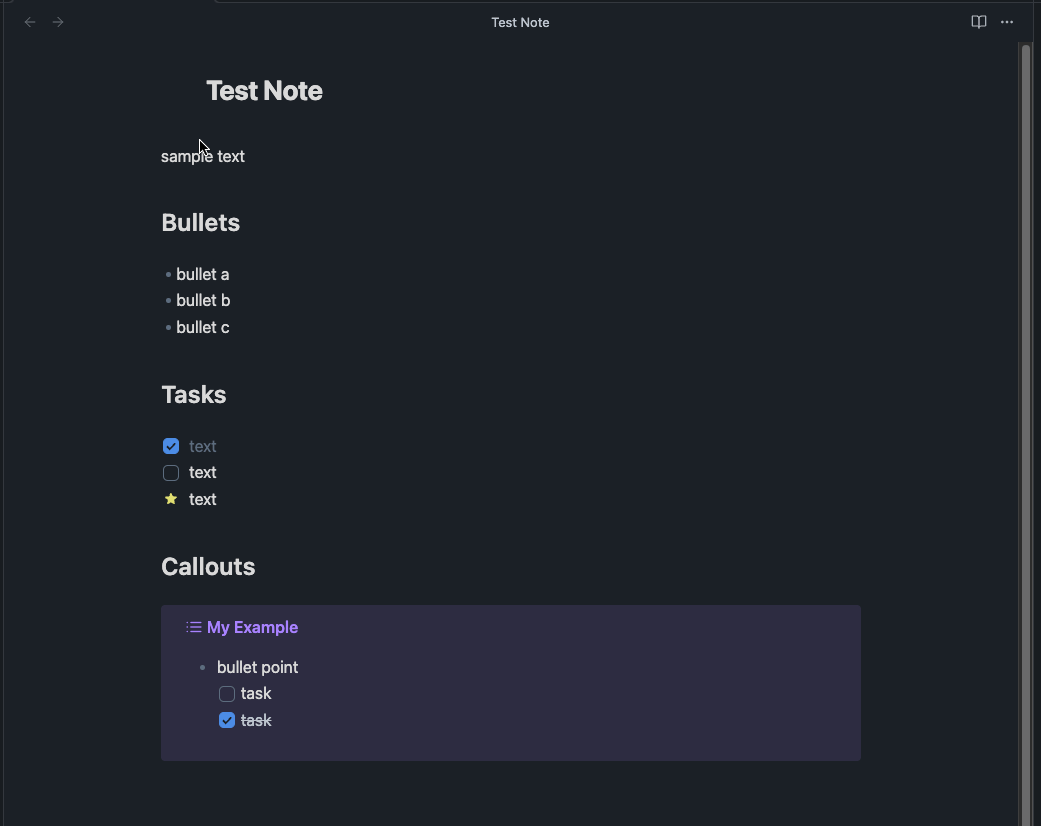 Test Note
Test Note
sample text
Bullets
bullet a
bullet b
bullet c
Tasks
text
text
text
Callouts
My Example
bullet point
task
task